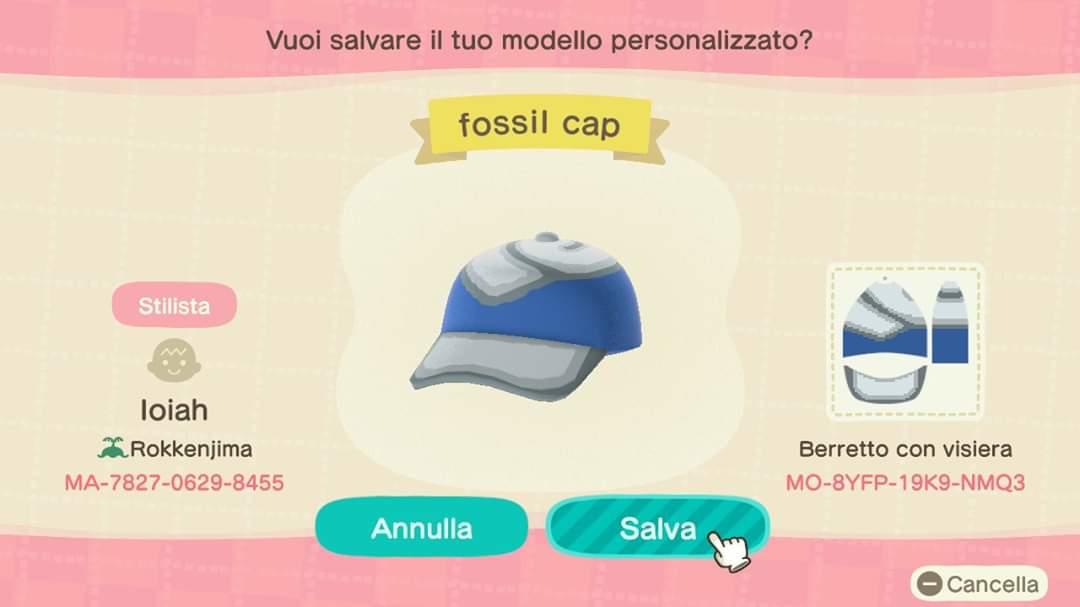 Vuoi salvare il tuo modello personalizzato?
fossil cap
Stilista
Ioiah
Rokkenjima
MA-7827-0629-8455
Berretto con visiera
MO-8YFP-19K9-NMQ3
Annulla
Salva
Cancella